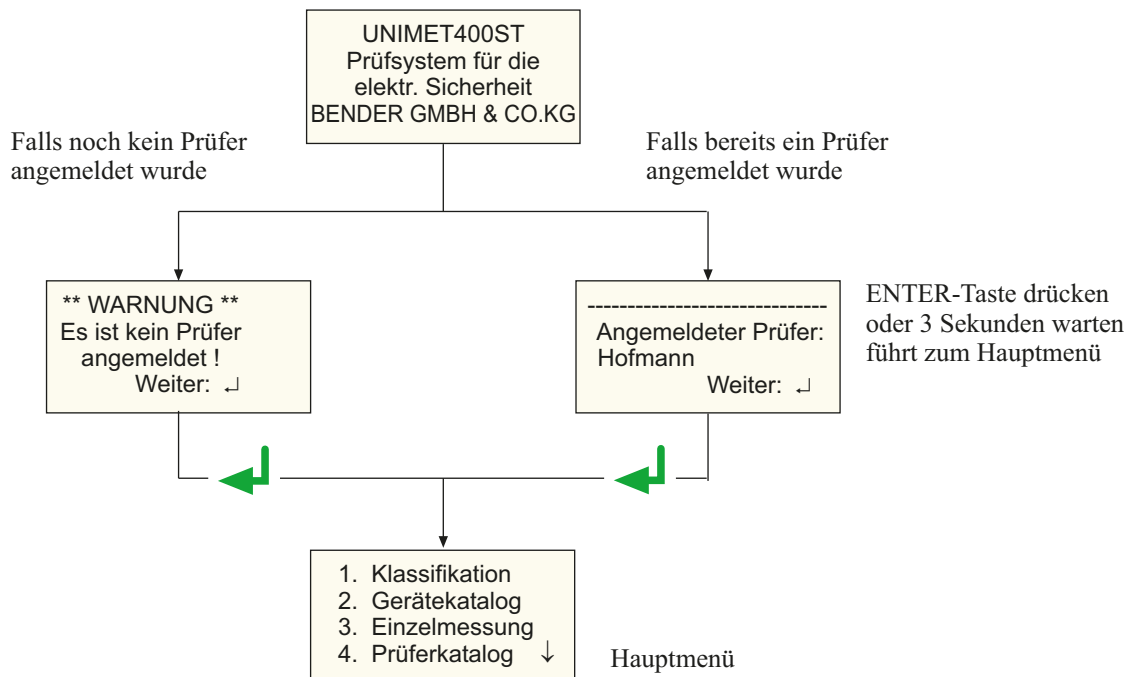 UNIMET400ST
Prüfsystem für die
elektr. Sicherheit
BENDER GMBH & CO.KG
Falls noch kein Prüfer
angemeldet wurde
Falls bereits ein Prüfer
angemeldet wurde
** WARNUNG **
Es ist kein Prüfer
angemeldet !
Weiter: ↵
------------------------------
Angemeldeter Prüfer:
Hofmann
Weiter: ↵
ENTER-Taste drücken
oder 3 Sekunden warten
führt zum Hauptmenü
1. Klassifikation
2. Gerätekatalog
3. Einzelmessung
4. Prüferkatalog ↓
Hauptmenü